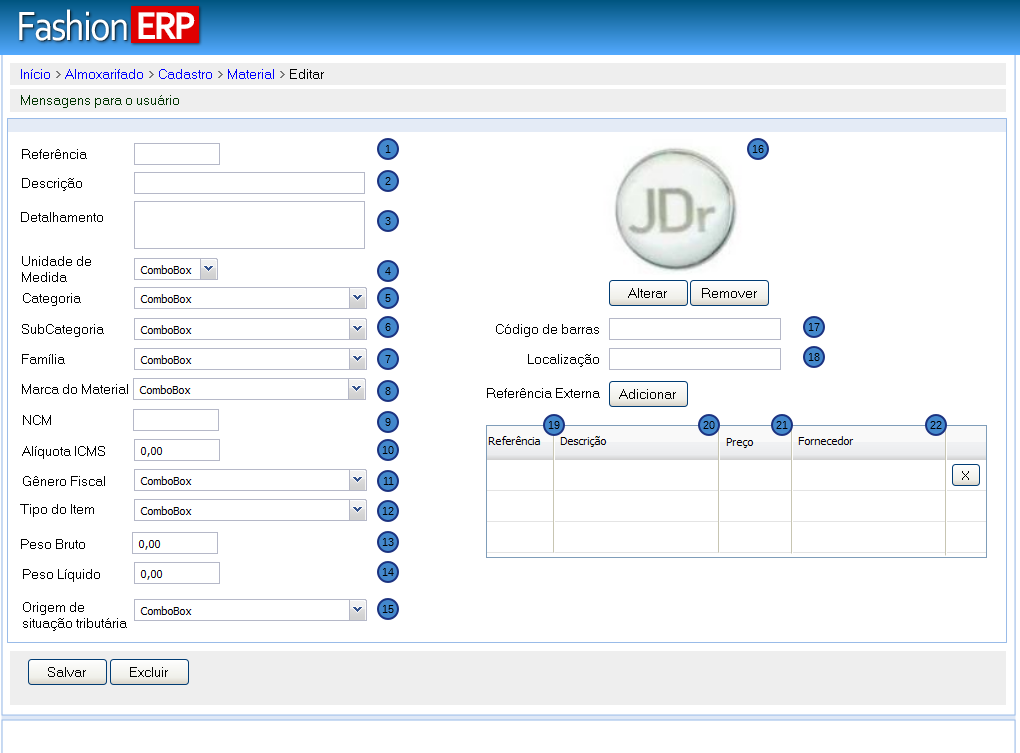 Fashion ERP
Início > Almoxarifado > Cadastro > Material > Editar
Mensagens para o usuário
Referência
1
Descrição
2
Detalhamento
3
Unidade de
Medida
ComboBox
4
Categoria
ComboBox
5
SubCategoria
ComboBox
6
Família
ComboBox
7
Marca do Material
ComboBox
8
NCM
9
Alíquota ICMS
0,00
10
Gênero Fiscal
ComboBox
11
Tipo do Item
ComboBox
12
Peso Bruto
0,00
13
Peso Líquido
0,00
14
Origem de
situação tributária
ComboBox
15
16
JDr
Alterar
Remover
Código de barras
17
Localização
18
Referência Externa
Adicionar
19
20
21
22
Referência
Descrição
Preço
Fornecedor
X
Salvar
Excluir